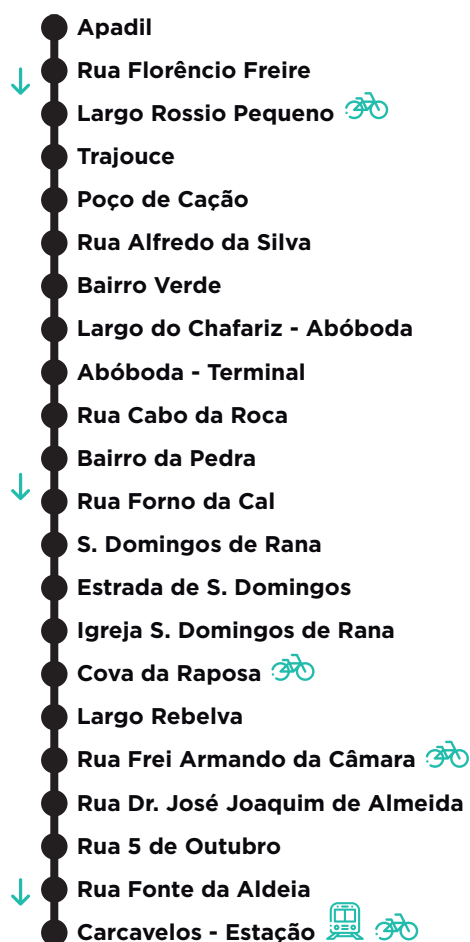 Apadil
Rua Florêncio Freire
Largo Rossio Pequeno
Trajouce
Poço de Cação
Rua Alfredo da Silva
Bairro Verde
Largo do Chafariz - Abóboda
Abóboda - Terminal
Rua Cabo da Roca
Bairro da Pedra
Rua Forno da Cal
S. Domingos de Rana
Estrada de S. Domingos
Igreja S. Domingos de Rana
Cova da Raposa
Largo Rebelva
Rua Frei Armando da Câmara
Rua Dr. José Joaquim de Almeida
Rua 5 de Outubro
Rua Fonte da Aldeia
Carcavelos - Estação